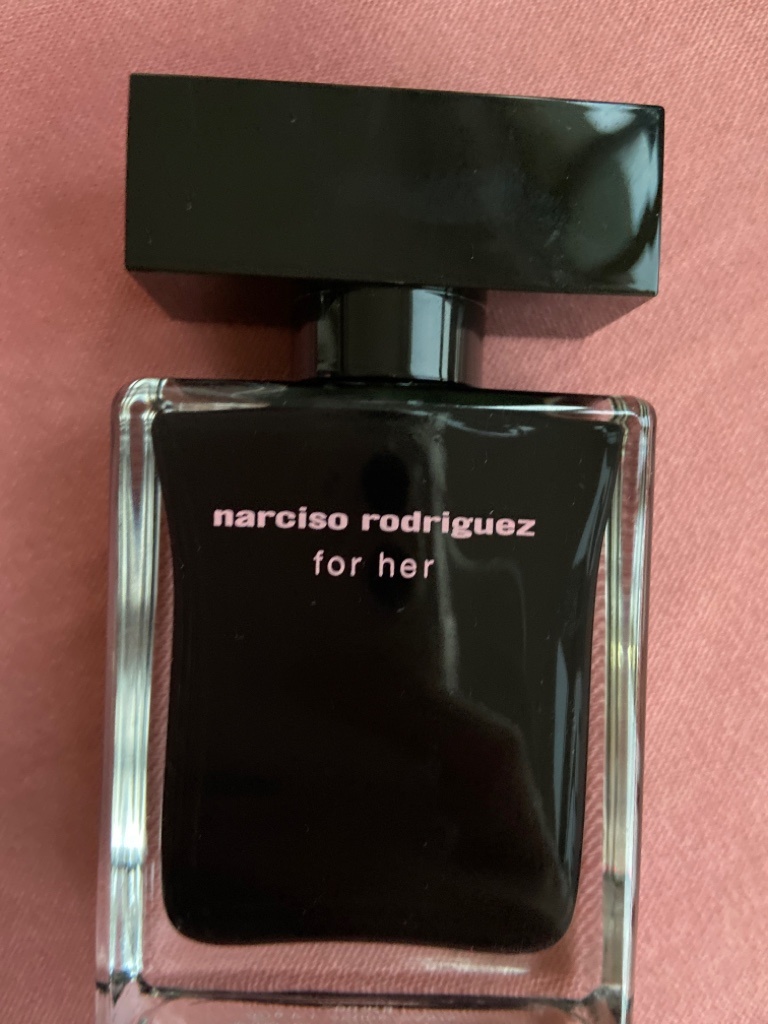 narciso rodriguez
for her